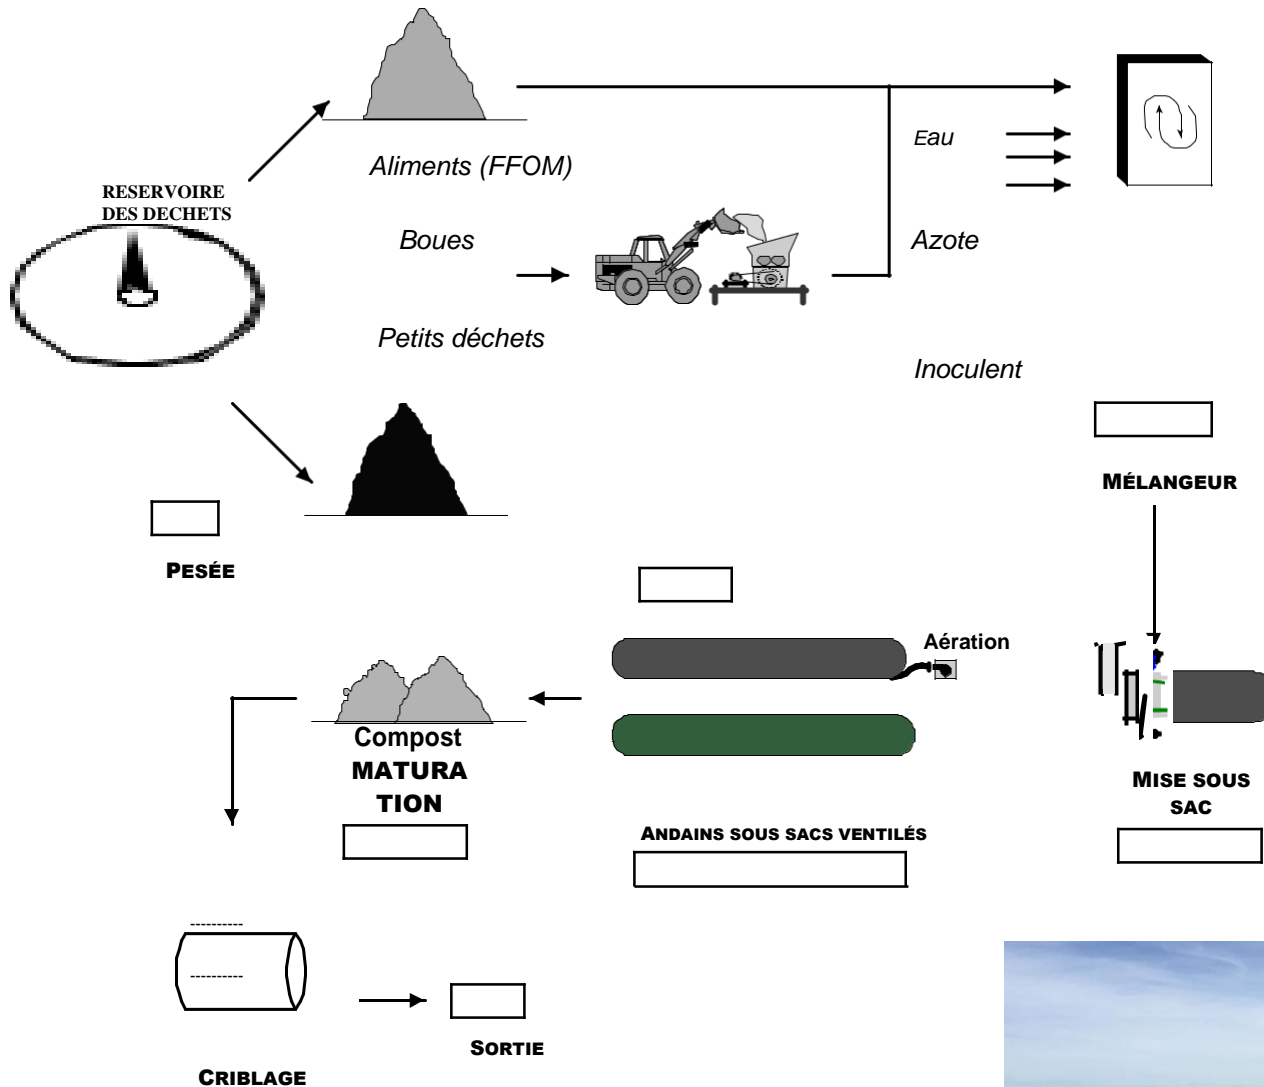 Aliments (FFOM)
Eau
RESERVOIRE
DES DECHETS
Boues
Azote
Petits déchets
Inoculent
MÉLANGEUR
PESÉE
Aération
Compost
MATURA
TION
MISE SOUS
SAC
ANDAINS SOUS SACS VENTILÉS
----------
----------
SORTIE
CRIBLAGE